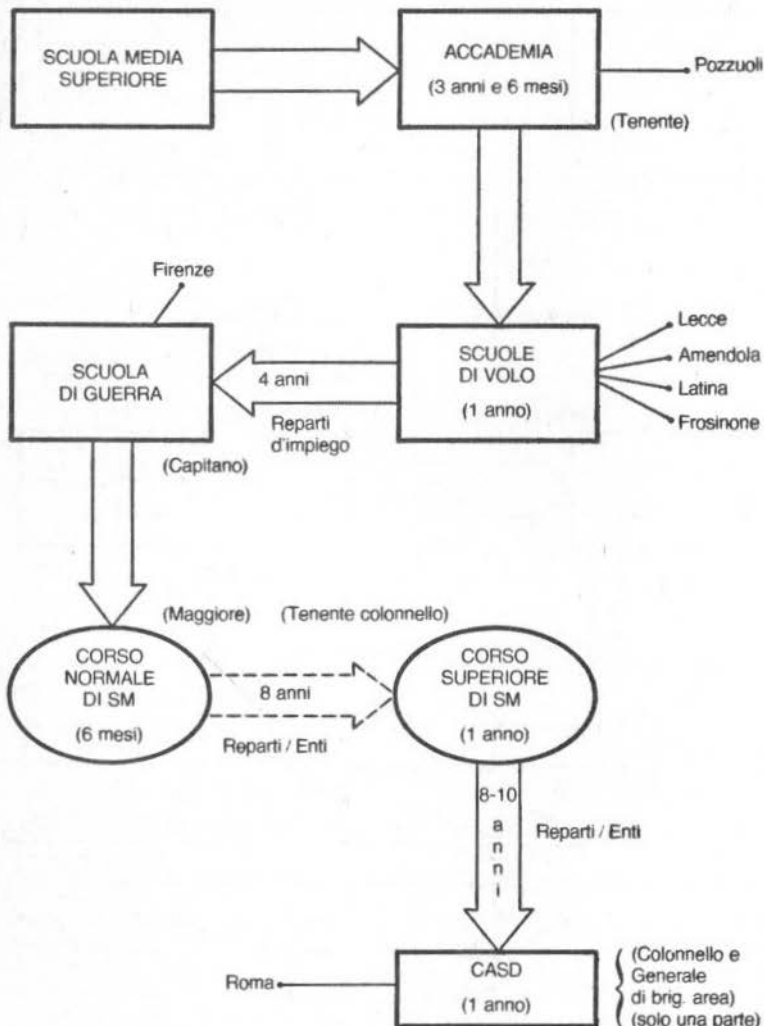 SCUOLA MEDIA
SUPERIORE
ACCADEMIA
(3 anni e 6 mesi)
Pozzuoli
(Tenente)
Firenze
SCUOLA
DI GUERRA
4 anni
Reparti
d'impiego
SCUOLE
DI VOLO
(1 anno)
Lecce
Amendola
Latina
Frosinone
(Capitano)
(Maggiore)
(Tenente colonnello)
CORSO
NORMALE
DI SM
(6 mesi)
8 anni
Reparti / Enti
CORSO
SUPERIORE
DI SM
(1 anno)
8-10
a
n
n
i
Reparti / Enti
Roma
CASD
(1 anno)
(Colonnello e
Generale
di brig. area)
(solo una parte)